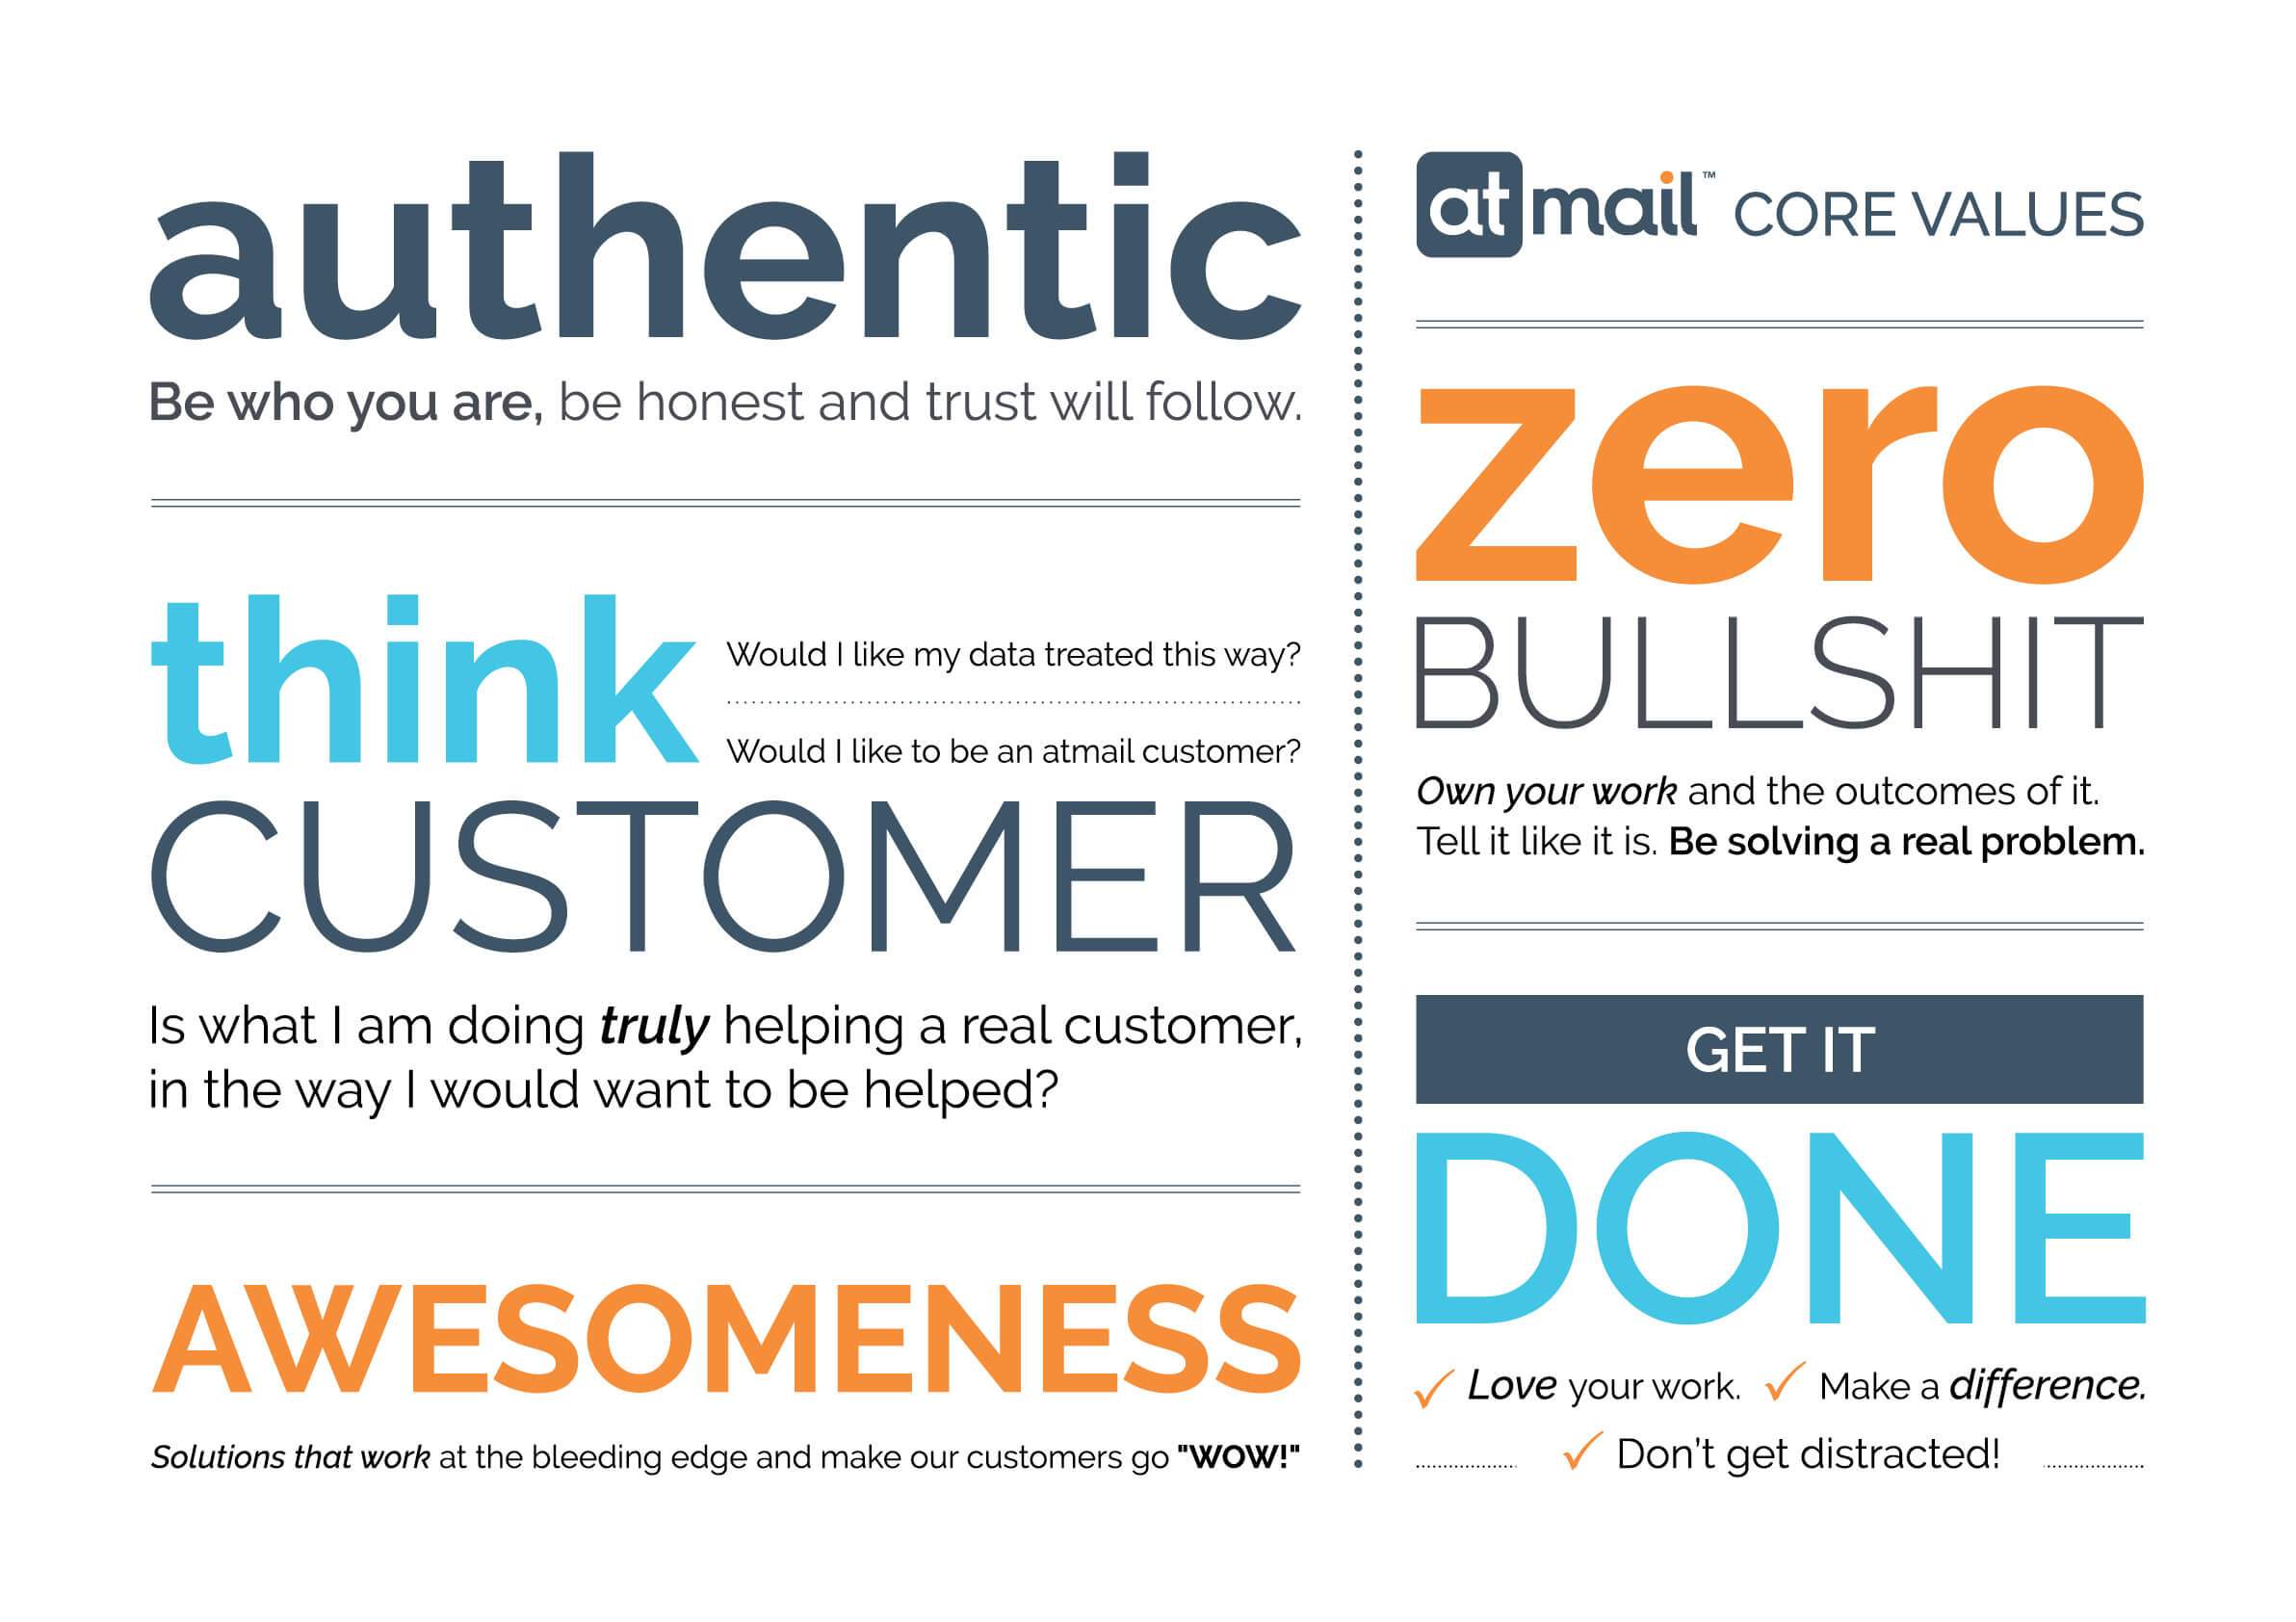 authentic
Be who you are, be honest and trust will follow.
think
Would I like my data treated this way?
Would I like to be an atmail customer?
CUSTOMER
Is what I am doing truly helping a real customer,
in the way I would want to be helped?
AWESOMENESS
Solutions that work at the bleeding edge and make our customers go "WOW!"
atmail™ CORE VALUES
zero
BULLSHIT
Own your work and the outcomes of it.
Tell it like it is. Be solving a real problem.
GET IT
DONE
✓ Love your work. ✓ Make a difference.
✓ Don't get distracted!